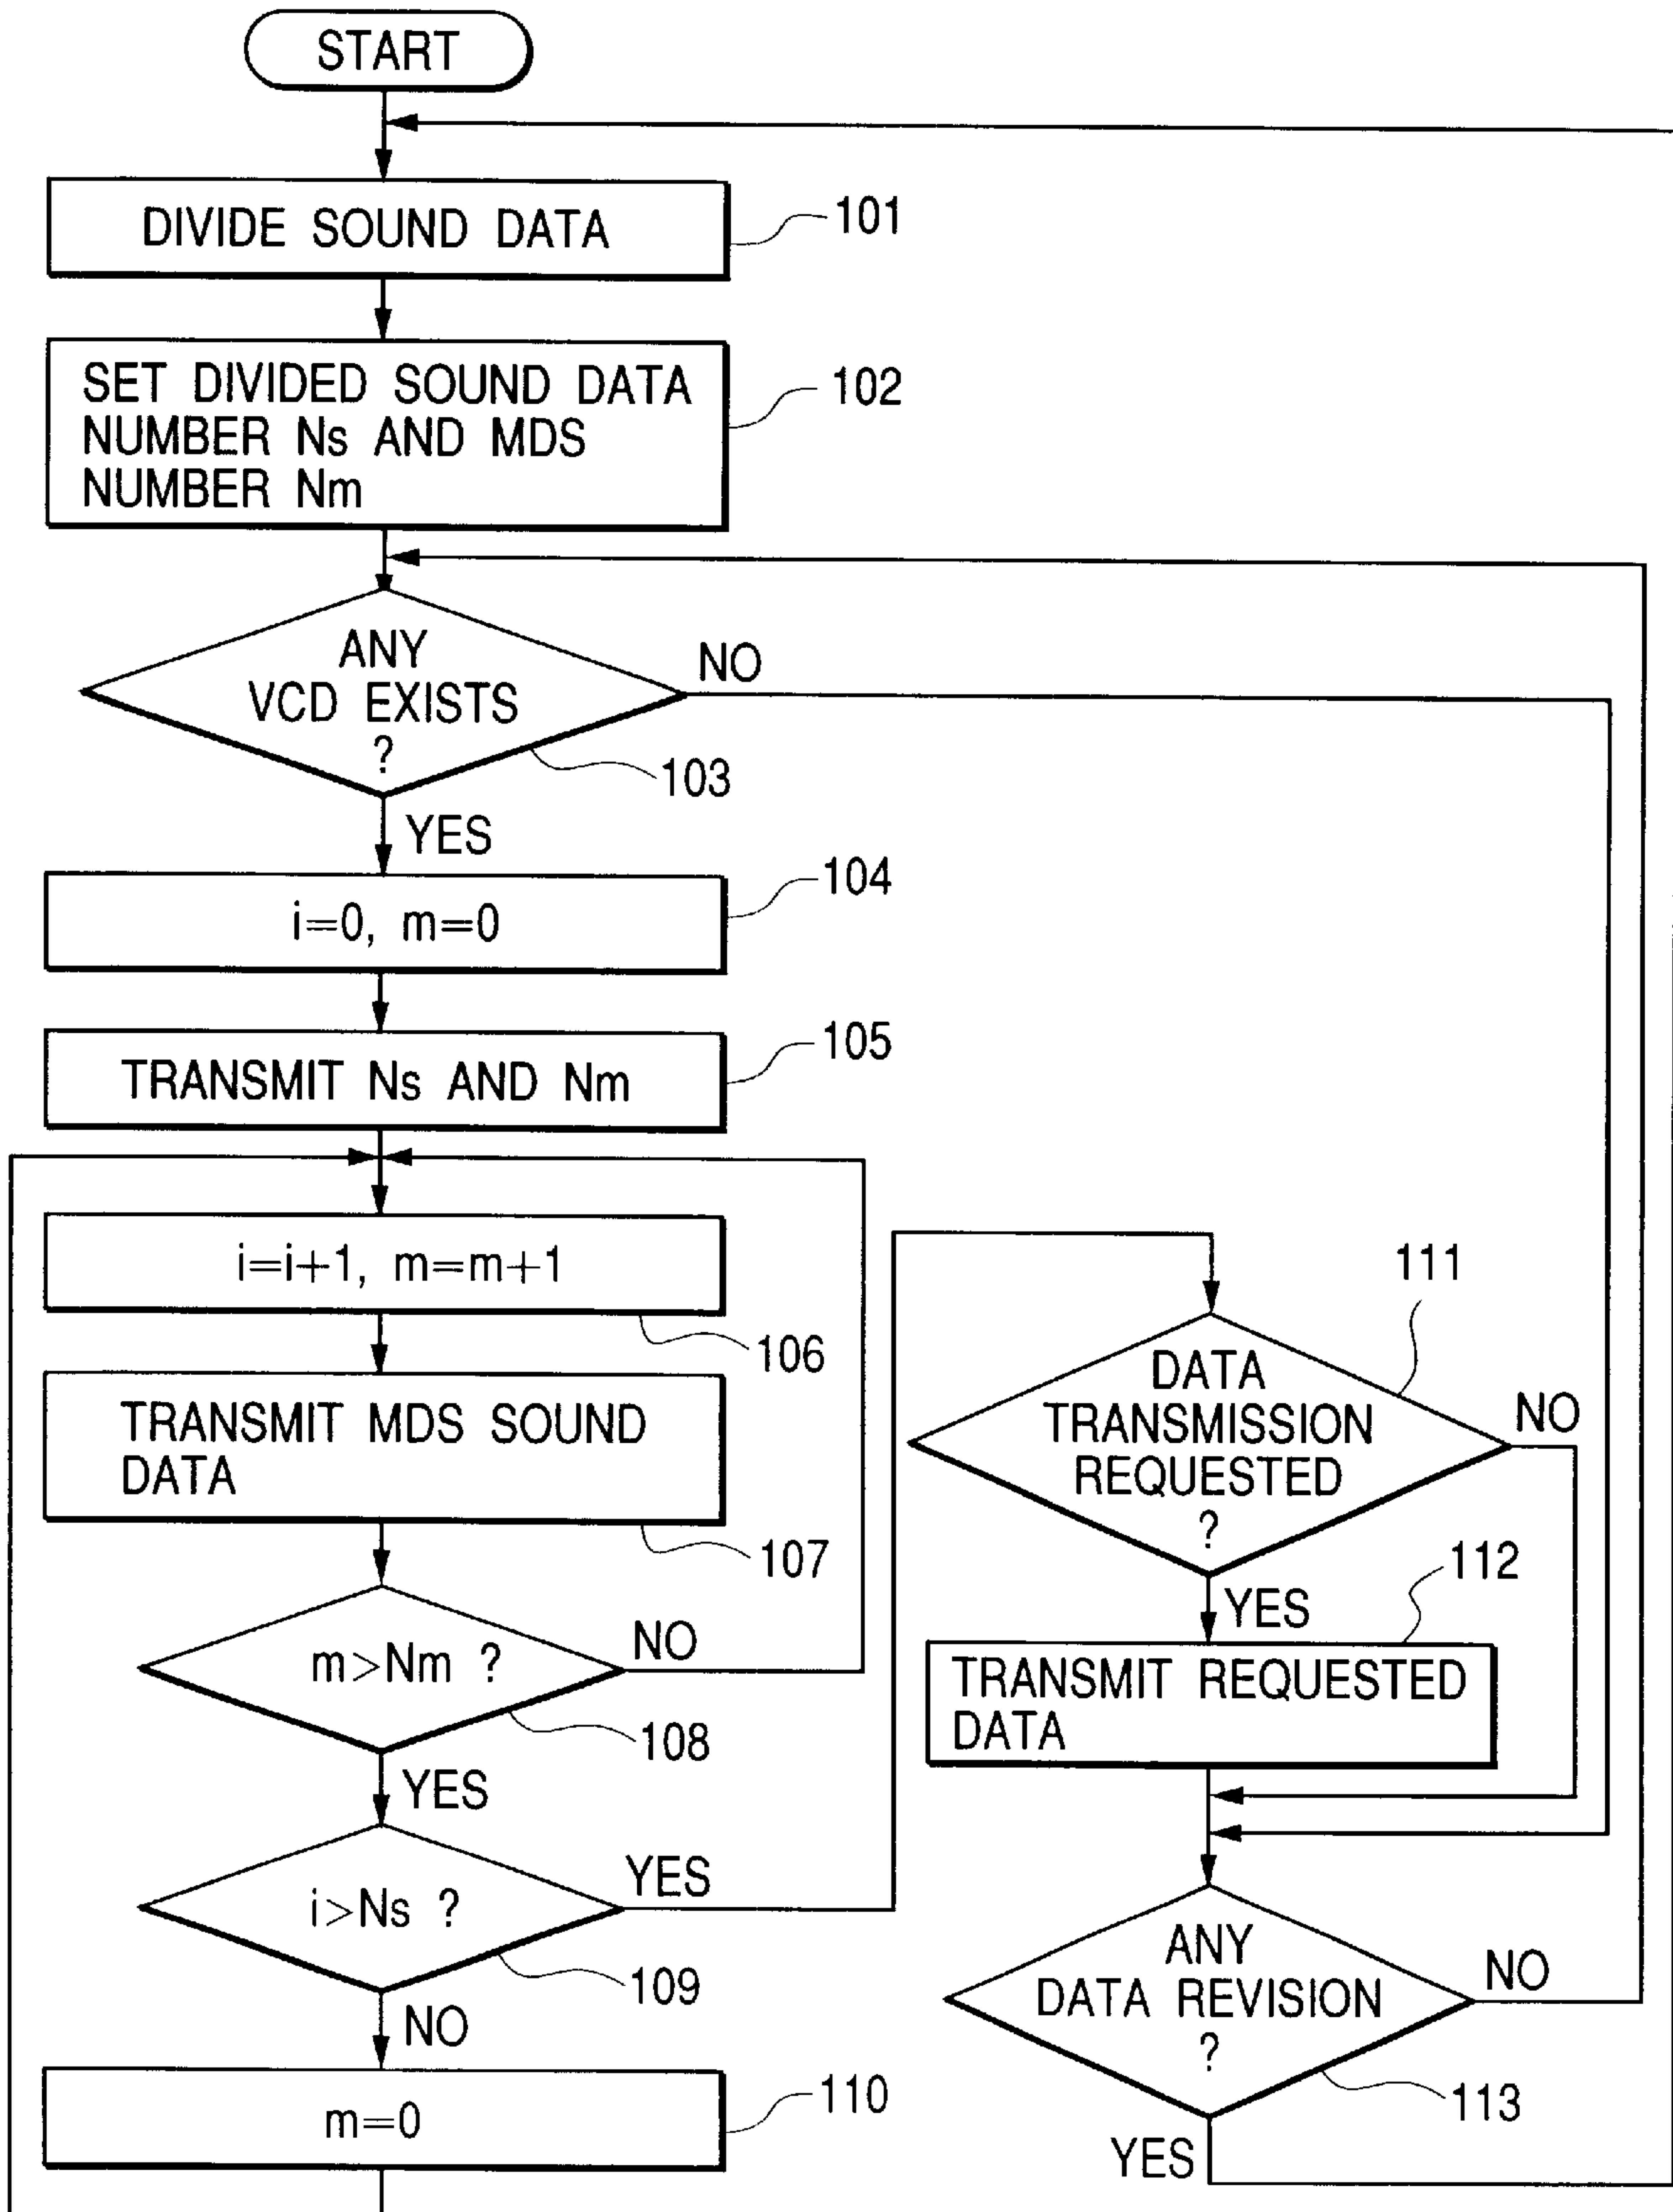 START
DIVIDE SOUND DATA
101
SET DIVIDED SOUND DATA
NUMBER Ns AND MDS
NUMBER Nm
102
ANY
VCD EXISTS
?
NO
103
YES
i=0, m=0
104
TRANSMIT Ns AND Nm
105
i=i+1, m=m+1
106
TRANSMIT MDS SOUND
DATA
107
m>Nm ?
NO
108
YES
i>Ns ?
YES
109
NO
m=0
110
111
DATA
TRANSMISSION
REQUESTED
?
NO
YES
112
TRANSMIT REQUESTED
DATA
ANY
DATA REVISION
?
NO
113
YES